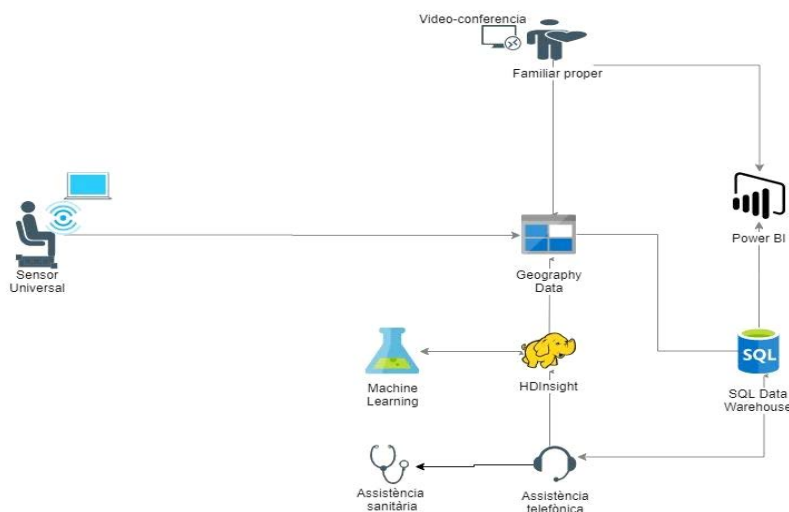 Video-conferencia
Familiar proper
Power BI
Sensor
Universal
Geography
Data
SQL
Machine
Learning
HDInsight
SQL Data
Warehouse
Assistència
sanitària
Assistència
telefònica